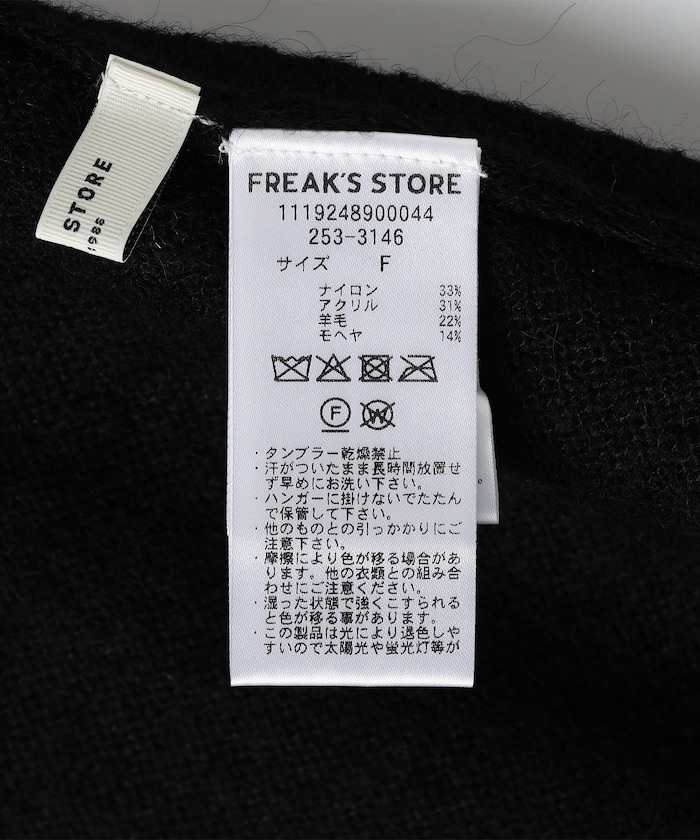 STORE
1986
FREAK'S STORE
1119248900044
253-3146
サイズ F
ナイロン 33%
アクリル 31%
羊毛 22%
モヘヤ 14%
F
W
・タンブラー乾燥禁止
・汗がついたまま長時間放置せ
ず早めにお洗い下さい。
・ハンガーに掛けないでたたん
で保管して下さい。
・他のものとの引っかかりにご
注意下さい。
・摩擦により色が移る場合があ
ります。他の衣類との組み合
わせにご注意ください。
・湿った状態で強くこすられる
と色が移る事があります。
・この製品は光により退色しや
すいので太陽光や蛍光灯等が